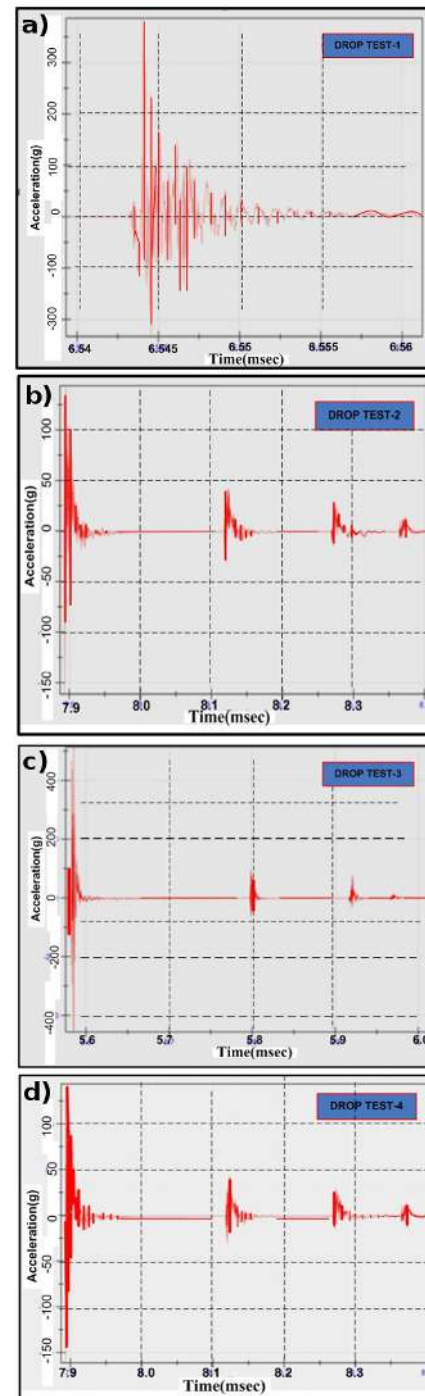 a)
DROP TEST-1
Acceleration(g)
300
200
100
0
-100
-200
-300
6.54
6.545
6.55
6.555
6.56
Time(msec)
b)
DROP TEST-2
Acceleration(g)
100
50
0
-50
-100
-150
7.9
8.0
8.1
8.2
8.3
Time(msec)
c)
DROP TEST-3
Acceleration(g)
400
200
0
-200
-400
5.6
5.7
5.8
5.9
6.0
Time(msec)
d)
DROP TEST-4
Acceleration(g)
100
50
0
-50
-100
-150
7.9
8.0
8.1
8.2
8.3
Time(msec)